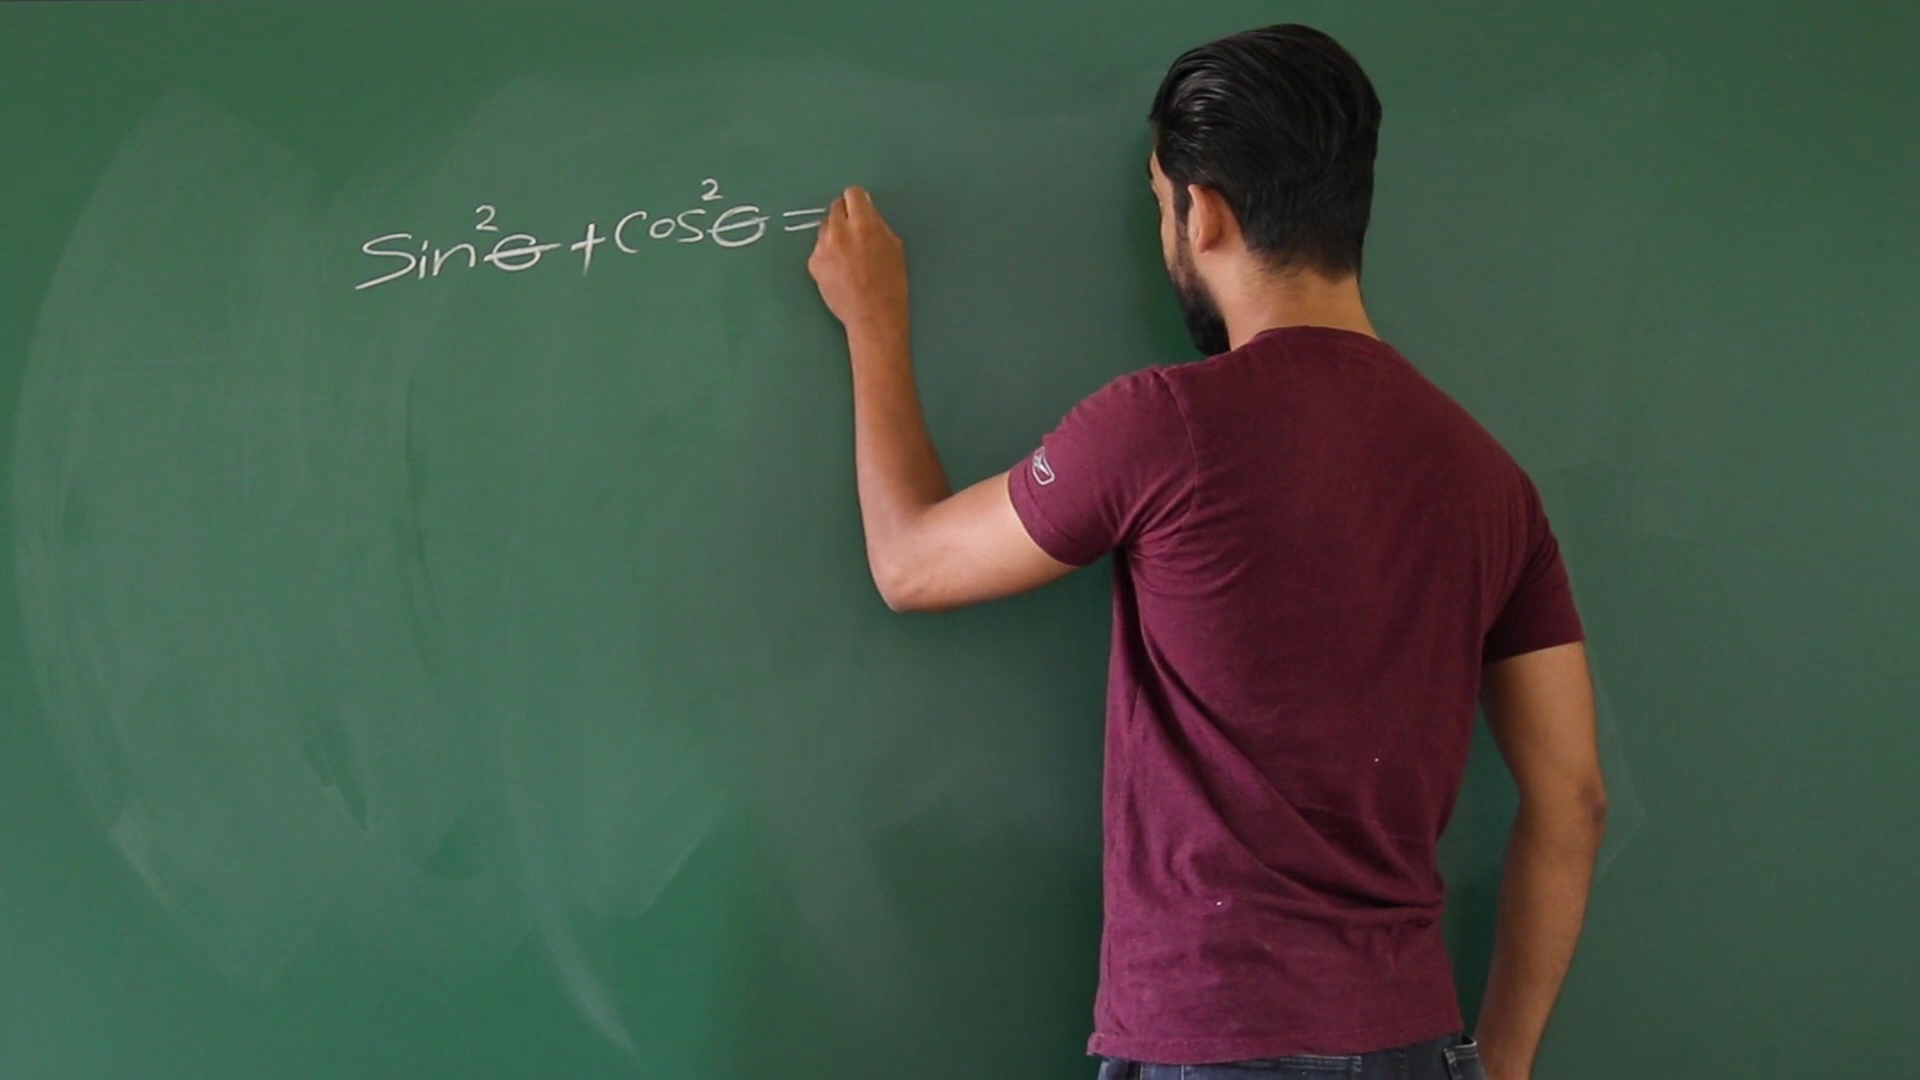 Sin²θ + Cos²θ =